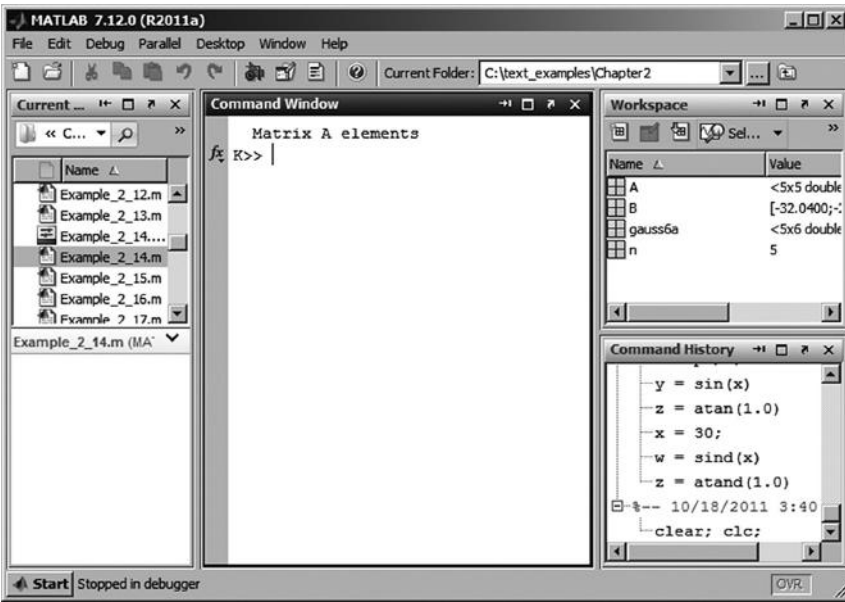 MATLAB 7.12.0 (R2011a)
File Edit Debug Parallel Desktop Window Help
Current Folder: C:\text_examples\Chapter2
Current ...
« C...
»
Name
Example_2_12.m
Example_2_13.m
Example_2_14....
Example_2_14.m
Example_2_15.m
Example_2_16.m
Example_2_17.m
Example_2_14.m (MA
Command Window
Matrix A elements
fx K>>
Workspace
Sel...
»
Name Value
A <5x5 double
B [-32.0400;-
gauss6a <5x6 double
n 5
Command History
y = sin(x)
z = atan(1.0)
x = 30;
w = sind(x)
z = atand(1.0)
%-- 10/18/2011 3:40
clear; clc;
Start Stopped in debugger
OVR